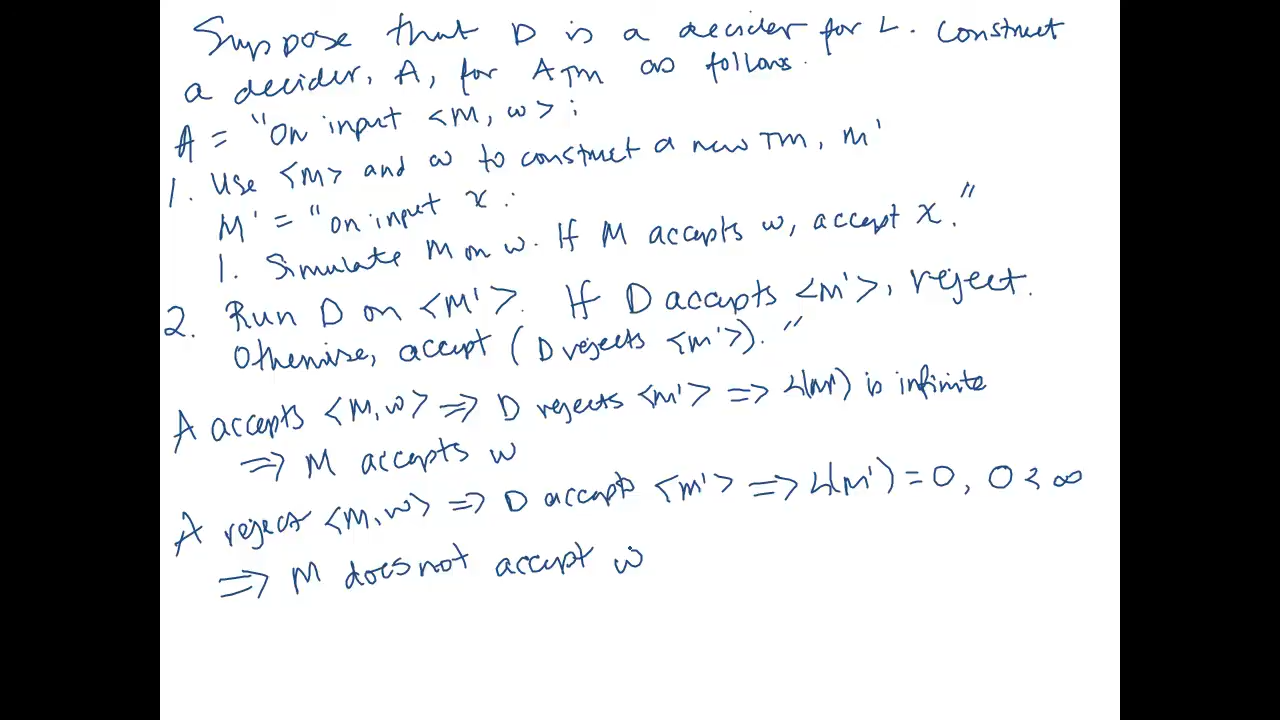 Suppose that D is a decider for L. Construct
a decider, A, for ATM as follows.
A = "On input <M, w>:
1. Use <M> and w to construct a new TM, M'
M' = "on input x:
1. Simulate M on w. If M accepts w, accept x."
2. Run D on <M'>. If D accepts <M'>, reject.
Otherwise, accept (D rejects <M'>)."
A accepts <M, w> => D rejects <M'> => L(M') is infinite
=> M accepts w
A reject <M, w> => D accepts <M'> => L(M') = 0, 0 < ∞
=> M does not accept w